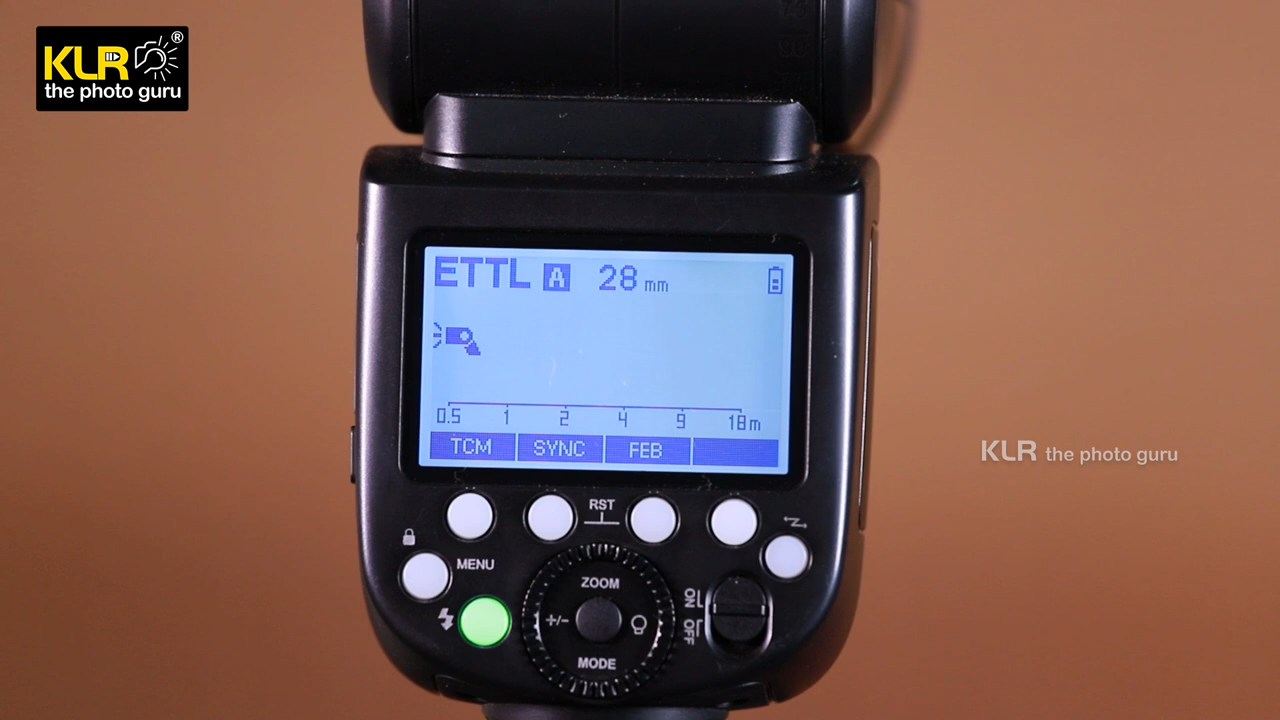 KLR ®
the photo guru
ETTL A 28 mm
0.5 1 2 4 9 18m
TCM SYNC FEB
RST
MENU
ZOOM
+/-
MODE
ON
OFF
KLR the photo guru